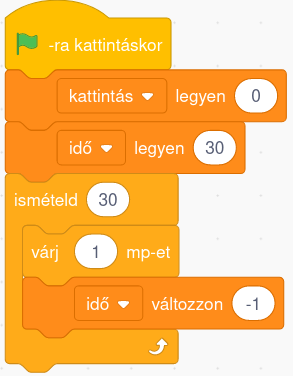 -ra kattintáskor
kattintás legyen 0
idő legyen 30
ismételd 30
várj 1 mp-et
idő változzon -1